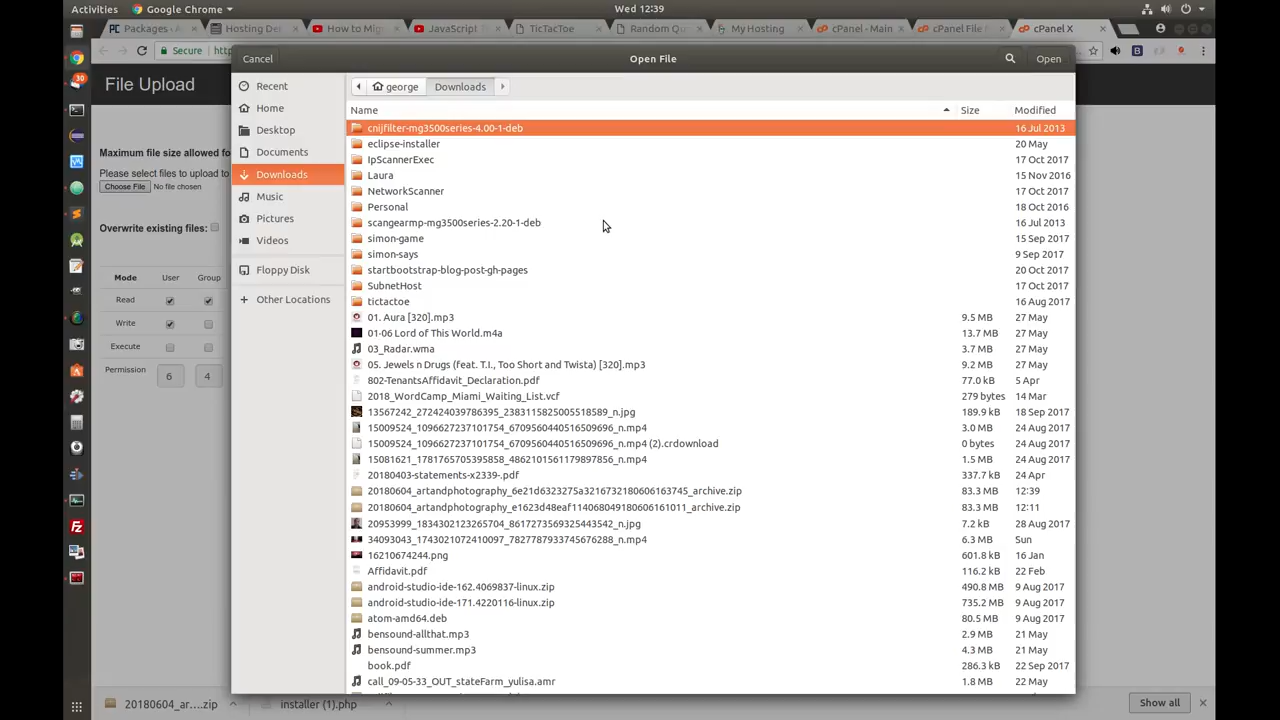 Activities
Google Chrome
Wed 12:39
Packages - A
Hosting De
How to Mig
JavaScript
TicTacToe
Random Qu
My Hosting
cPanel - Main
cPanel File
cPanel X
Secure
File Upload
Cancel
Open File
Open
Recent
Home
Desktop
Documents
Downloads
Music
Pictures
Videos
Floppy Disk
Other Locations
george
Downloads
Name Size Modified
cnijfilter-mg3500series-4.00-1-deb 16 Jul 2013
eclipse-installer 20 May
IpScannerExec 17 Oct 2017
Laura 15 Nov 2016
NetworkScanner 17 Oct 2017
Personal 18 Oct 2016
scangearmp-mg3500series-2.20-1-deb 16 Jul 2013
simon-game 15 Sep 2017
simon-says 9 Sep 2017
startbootstrap-blog-post-gh-pages 20 Oct 2017
SubnetHost 17 Oct 2017
tictactoe 16 Aug 2017
01. Aura [320].mp3 9.5 MB 27 May
01-06 Lord of This World.m4a 13.7 MB 27 May
03_Radar.wma 3.7 MB 27 May
05. Jewels n Drugs (feat. T.I., Too Short and Twista) [320].mp3 9.2 MB 27 May
802-TenantsAffidavit_Declaration.pdf 77.0 kB 5 Apr
2018_WordCamp_Miami_Waiting_List.vcf 279 bytes 14 Mar
13567242_272424039786395_2383115825005518589_n.jpg 189.9 kB 18 Sep 2017
15009524_1096627237101754_6709560440516509696_n.mp4 3.0 MB 24 Aug 2017
15009524_1096627237101754_6709560440516509696_n.mp4 (2).crdownload 0 bytes 24 Aug 2017
15081621_1781765705395858_4862101561179897856_n.mp4 1.5 MB 24 Aug 2017
20180403-statements-x2339-.pdf 337.7 kB 24 Apr
20180604_artandphotography_6e21d6323275a3216732180606163745_archive.zip 83.3 MB 12:39
20180604_artandphotography_e1623d48eaf114068049180606161011_archive.zip 83.3 MB 12:11
20953999_1834302123265704_8617273569325443542_n.jpg 7.2 kB 28 Aug 2017
34093043_1743021072410097_7827787933745676288_n.mp4 6.3 MB Sun
16210674244.png 601.8 kB 16 Jan
Affidavit.pdf 116.2 kB 22 Feb
android-studio-ide-162.4069837-linux.zip 490.8 MB 9 Aug 2017
android-studio-ide-171.4220116-linux.zip 735.2 MB 9 Aug 2017
atom-amd64.deb 80.5 MB 9 Aug 2017
bensound-allthat.mp3 2.9 MB 21 May
bensound-summer.mp3 4.3 MB 21 May
book.pdf 286.3 kB 22 Sep 2017
call_09-05-33_OUT_stateFarm_yulisa.amr 1.8 MB 22 May
Maximum file size allowed fo
Please select files to upload to
Choose File No file chosen
Overwrite existing files:
Mode User Group
Read
Write
Execute
Permission 6 4
30
20180604_ar....zip
installer (1).php
Show all